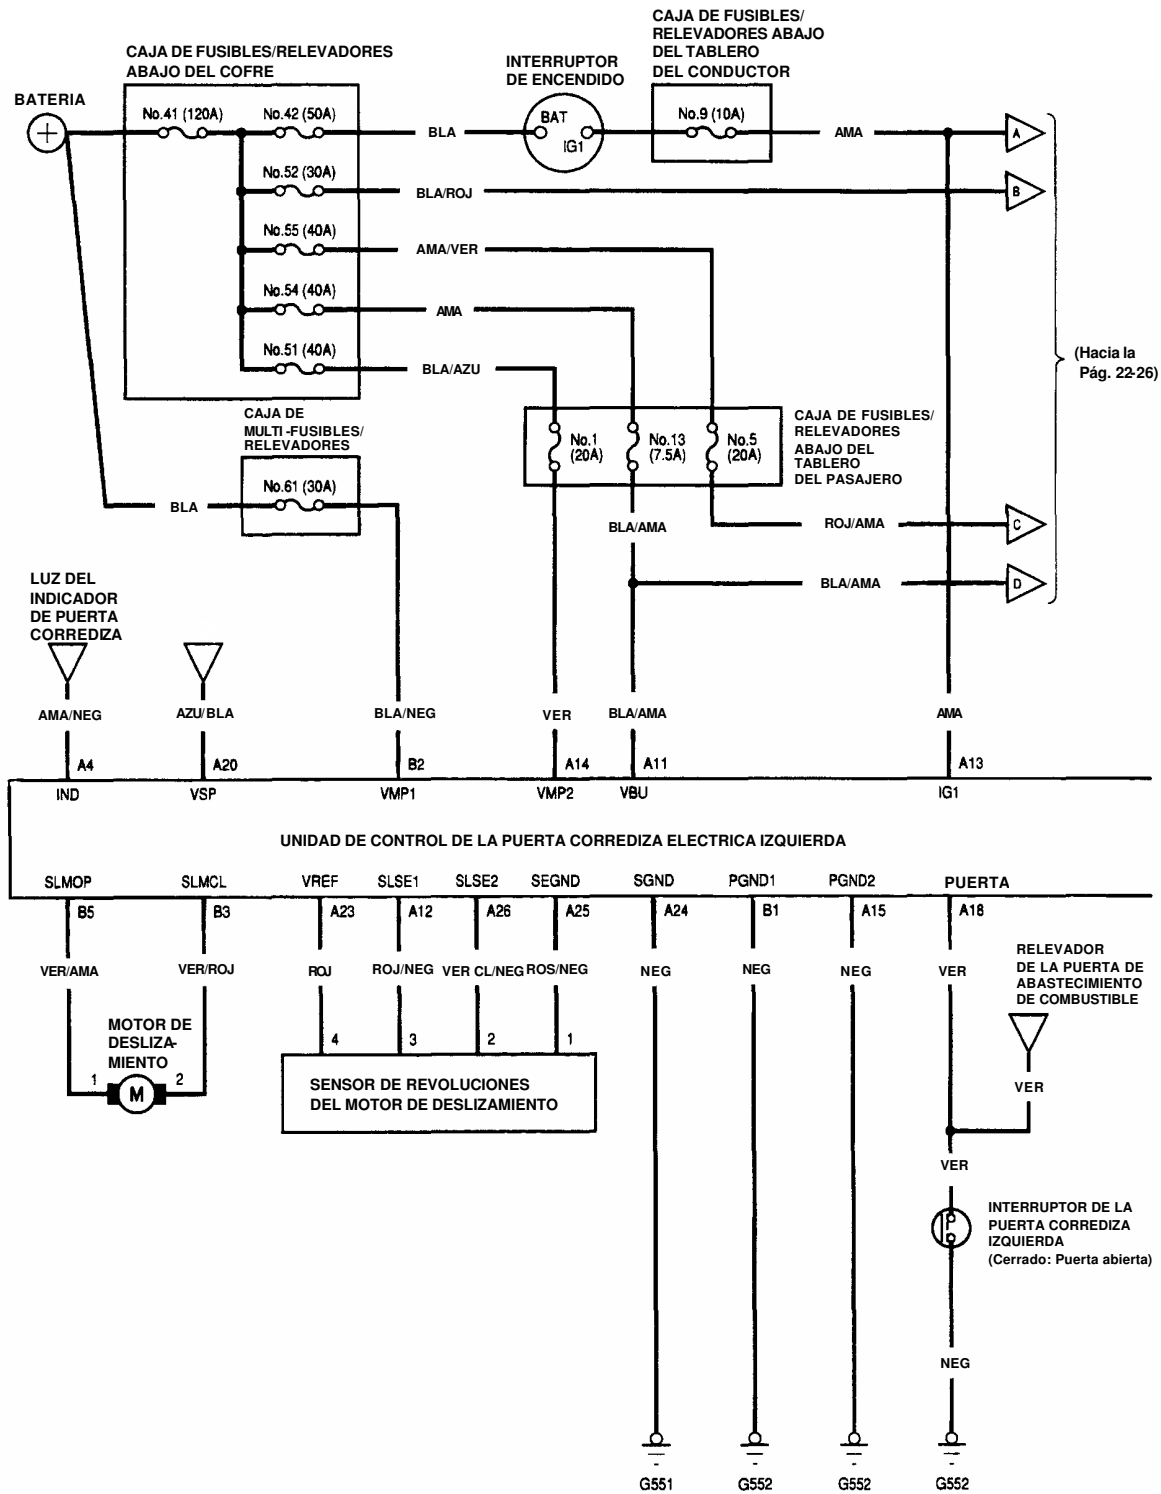 CAJA DE FUSIBLES/
RELEVADORES ABAJO
DEL TABLERO
DEL CONDUCTOR
CAJA DE FUSIBLES/RELEVADORES
ABAJO DEL COFRE
INTERRUPTOR
DE ENCENDIDO
BATERIA
No.41 (120A)
No.42 (50A)
BLA
BAT
IG1
No.9 (10A)
AMA
A
No.52 (30A)
BLA/ROJ
B
No.55 (40A)
AMA/VER
No.54 (40A)
AMA
No.51 (40A)
BLA/AZU
(Hacia la
Pág. 22-26)
CAJA DE
MULTI -FUSIBLES/
RELEVADORES
No.1
(20A)
No.13
(7.5A)
No.5
(20A)
CAJA DE FUSIBLES/
RELEVADORES
ABAJO DEL
TABLERO
DEL PASAJERO
No.61 (30A)
BLA
BLA/AMA
ROJ/AMA
C
BLA/AMA
D
LUZ DEL
INDICADOR
DE PUERTA
CORREDIZA
AMA/NEG
AZU/BLA
BLA/NEG
VER
BLA/AMA
AMA
A4
A20
B2
A14
A11
A13
IND
VSP
VMP1
VMP2
VBU
IG1
UNIDAD DE CONTROL DE LA PUERTA CORREDIZA ELECTRICA IZQUIERDA
SLMOP
SLMCL
VREF
SLSE1
SLSE2
SEGND
SGND
PGND1
PGND2
PUERTA
B5
B3
A23
A12
A26
A25
A24
B1
A15
A18
VER/AMA
VER/ROJ
ROJ
ROJ/NEG
VER CL/NEG
ROS/NEG
NEG
NEG
NEG
VER
RELEVADOR
DE LA PUERTA DE
ABASTECIMIENTO
DE COMBUSTIBLE
MOTOR DE
DESLIZA-
MIENTO
1
M
2
4
3
2
1
SENSOR DE REVOLUCIONES
DEL MOTOR DE DESLIZAMIENTO
VER
VER
INTERRUPTOR DE LA
PUERTA CORREDIZA
IZQUIERDA
(Cerrado: Puerta abierta)
NEG
G551
G552
G552
G552